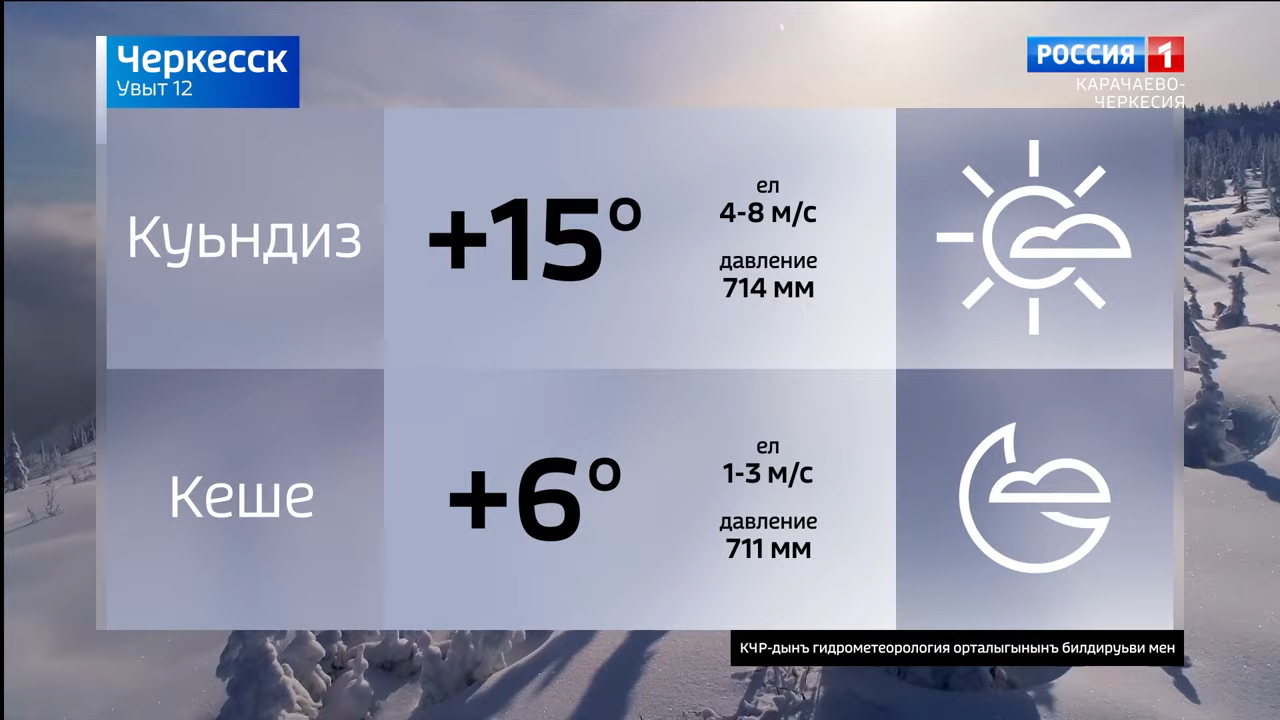 Черкесск
Увыт 12
РОССИЯ 1
КАРАЧАЕВО-
ЧЕРКЕСИЯ
Куьндиз
+15°
ел
4-8 м/с
давление
714 мм
Кеше
+6°
ел
1-3 м/с
давление
711 мм
КЧР-дынъ гидрометеорология орталыгынынъ билдируьви мен